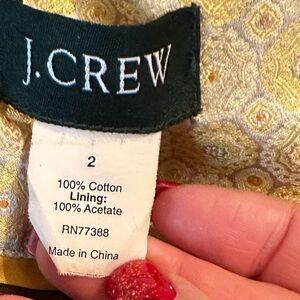 J.CREW
2
100% Cotton
Lining:
100% Acetate
RN77388
Made in China